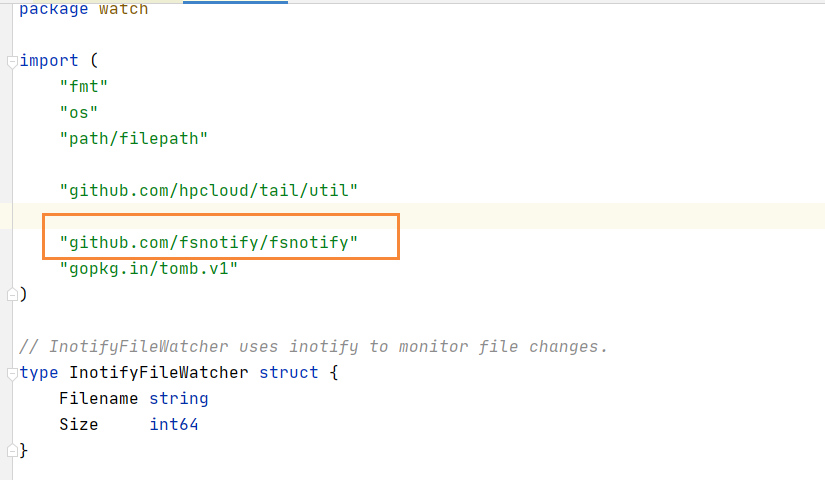 package watch
import (
"fmt"
"os"
"path/filepath"
"github.com/hpcloud/tail/util"
"github.com/fsnotify/fsnotify"
"gopkg.in/tomb.v1"
)
// InotifyFileWatcher uses inotify to monitor file changes.
type InotifyFileWatcher struct {
Filename string
Size     int64
}